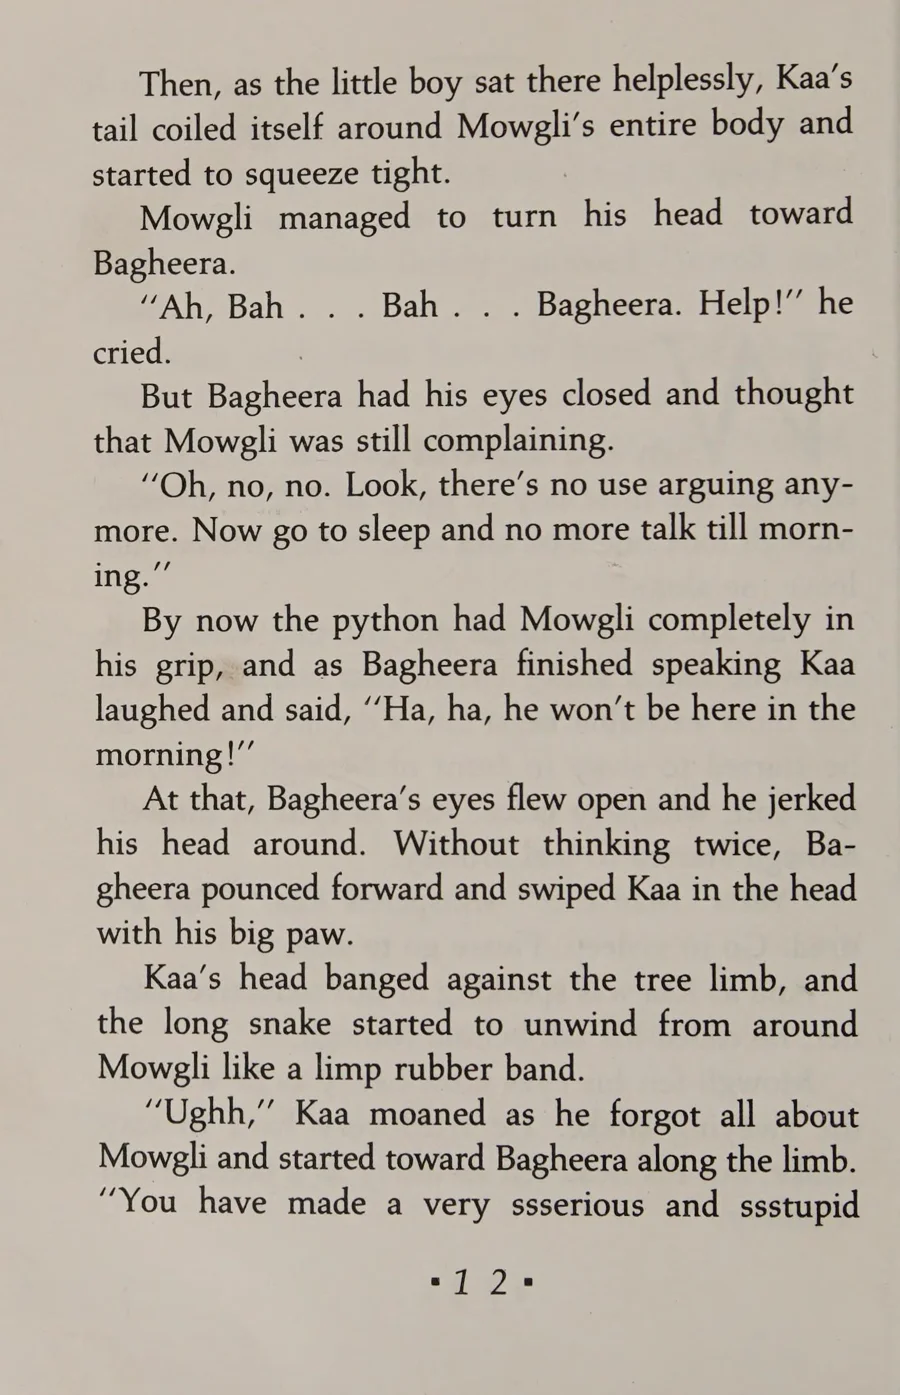 Then, as the little boy sat there helplessly, Kaa's
tail coiled itself around Mowgli's entire body and
started to squeeze tight.
Mowgli managed to turn his head toward
Bagheera.
"Ah, Bah . . . Bah . . . Bagheera. Help!" he
cried.
But Bagheera had his eyes closed and thought
that Mowgli was still complaining.
"Oh, no, no. Look, there's no use arguing any-
more. Now go to sleep and no more talk till morn-
ing."
By now the python had Mowgli completely in
his grip, and as Bagheera finished speaking Kaa
laughed and said, "Ha, ha, he won't be here in the
morning!"
At that, Bagheera's eyes flew open and he jerked
his head around. Without thinking twice, Ba-
gheera pounced forward and swiped Kaa in the head
with his big paw.
Kaa's head banged against the tree limb, and
the long snake started to unwind from around
Mowgli like a limp rubber band.
"Ughh," Kaa moaned as he forgot all about
Mowgli and started toward Bagheera along the limb.
"You have made a very ssserious and ssstupid
▪ 1 2 ▪